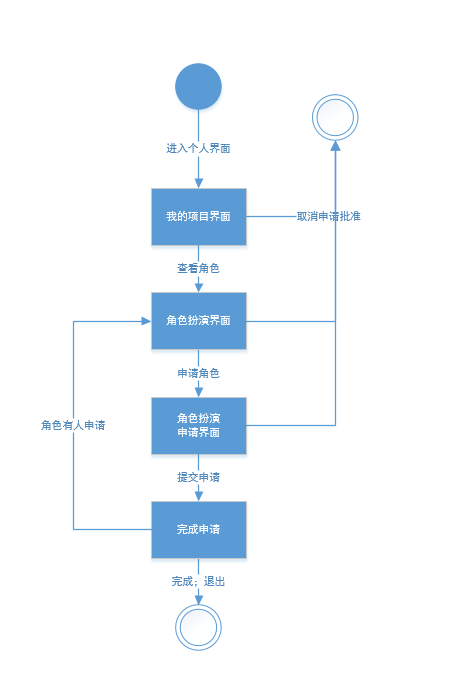 进入个人界面
我的项目界面
取消申请批准
查看角色
角色扮演界面
申请角色
角色扮演
申请界面
角色有人申请
提交申请
完成申请
完成；退出